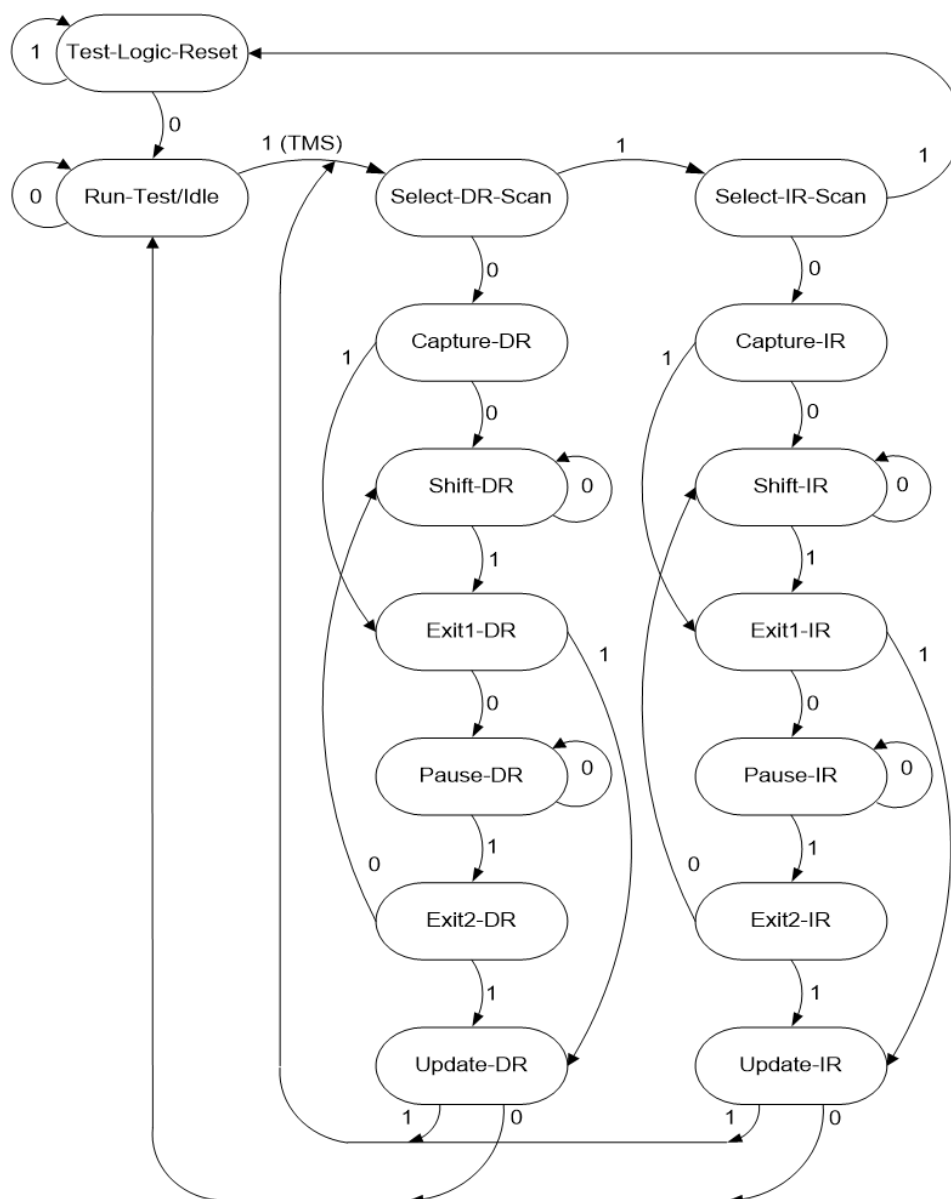 1
Test-Logic-Reset
0
1 (TMS)
1
1
0
Run-Test/Idle
Select-DR-Scan
Select-IR-Scan
0
0
1
Capture-DR
1
Capture-IR
0
0
Shift-DR
0
Shift-IR
0
1
1
Exit1-DR
1
Exit1-IR
1
0
0
Pause-DR
0
Pause-IR
0
1
1
0
0
Exit2-DR
Exit2-IR
1
1
Update-DR
Update-IR
1
0
1
0